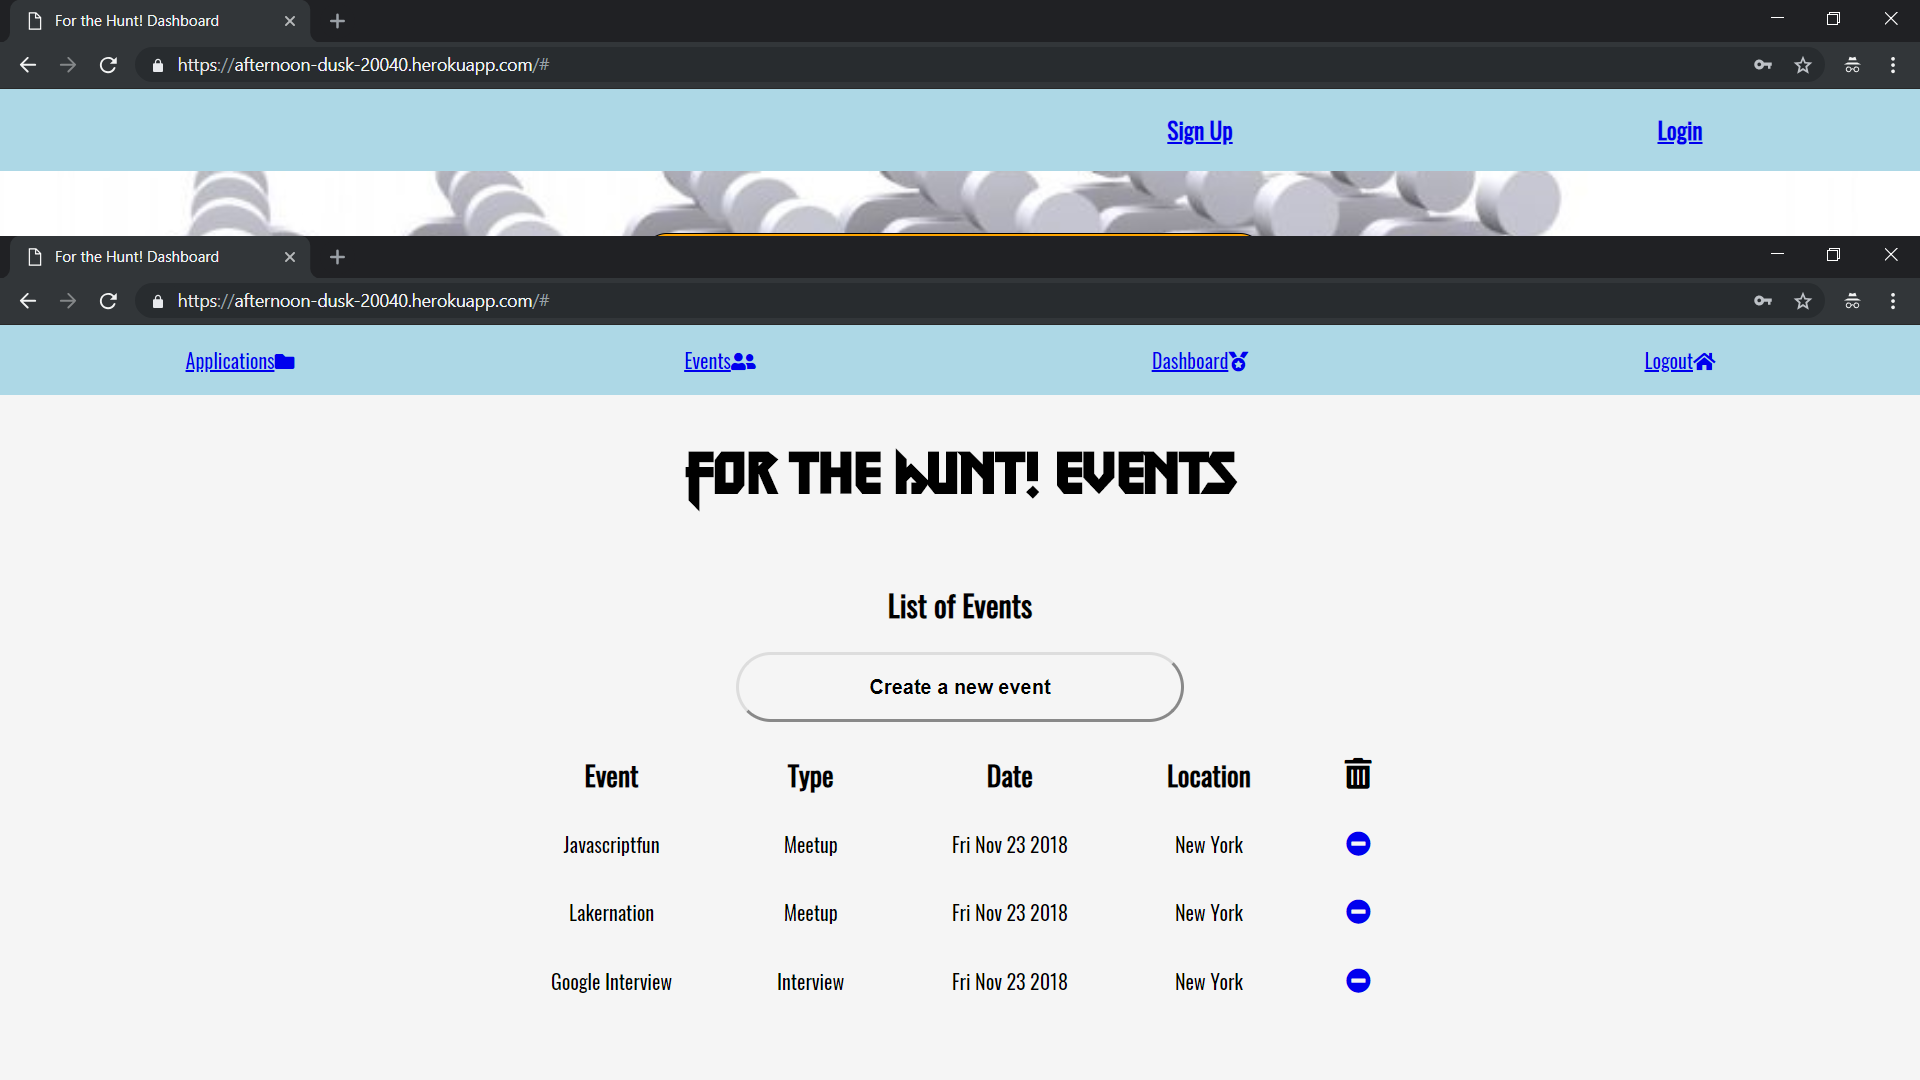 For the Hunt! Dashboard
https://afternoon-dusk-20040.herokuapp.com/#
Sign Up Login
For the Hunt! Dashboard
https://afternoon-dusk-20040.herokuapp.com/#
Applications Events Dashboard Logout
FOR THE HUNT! EVENTS
List of Events
Create a new event
Event Type Date Location
Javascriptfun Meetup Fri Nov 23 2018 New York
Lakernation Meetup Fri Nov 23 2018 New York
Google Interview Interview Fri Nov 23 2018 New York